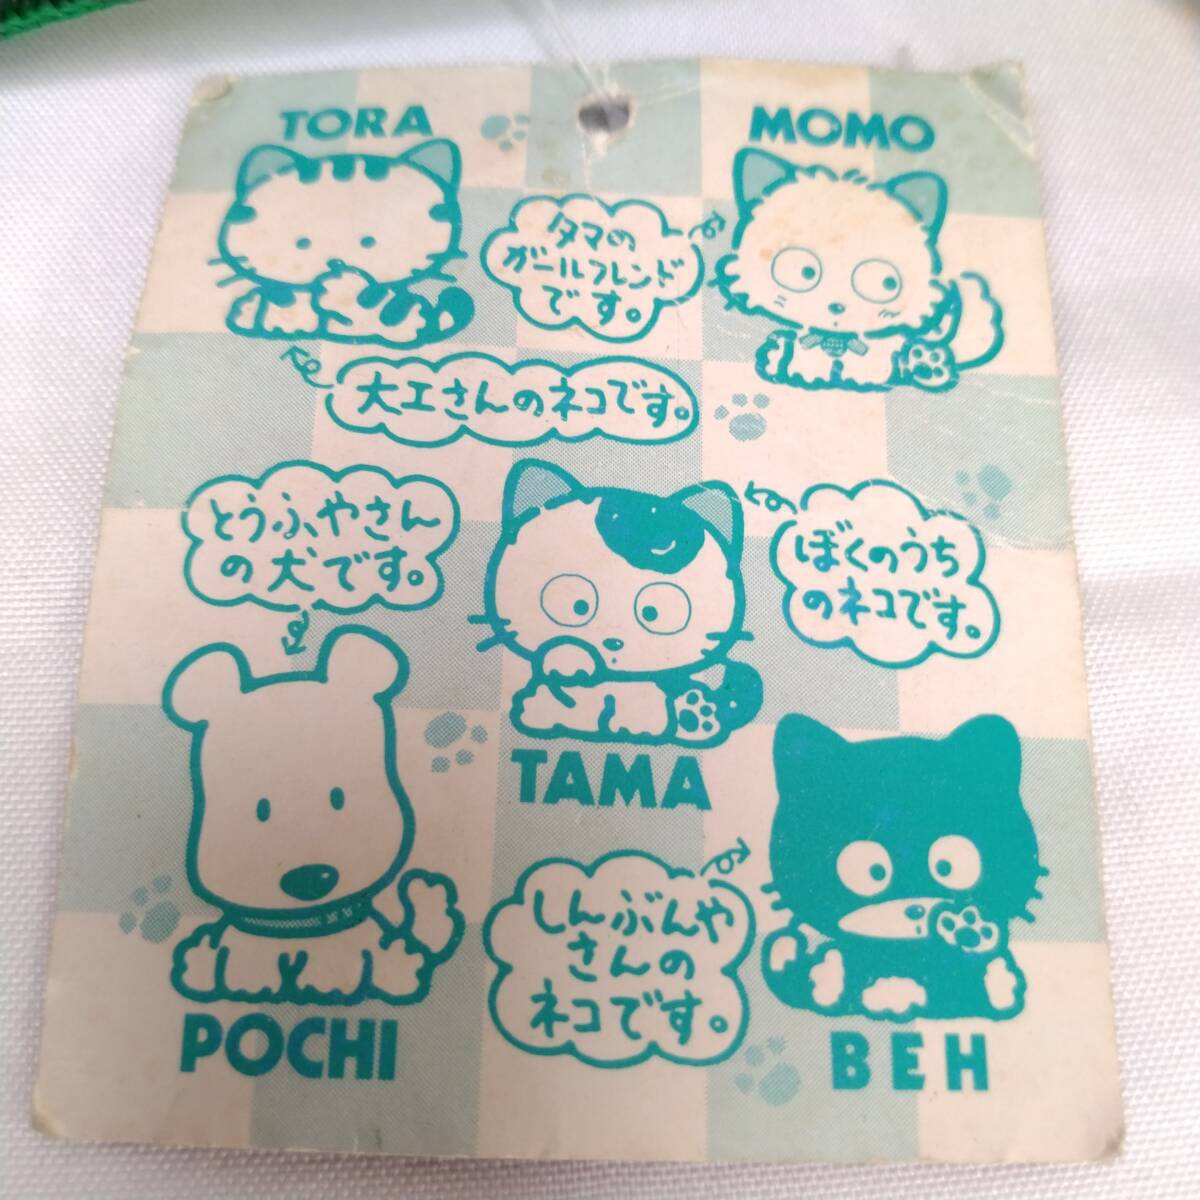 TORA
MOMO
タマの
ガールフレンド
です。
大工さんのネコです。
とうふやさん
の犬です。
ぼくのうち
のネコです。
TAMA
POCHI
しんぶんや
さんの
ネコです。
BEH